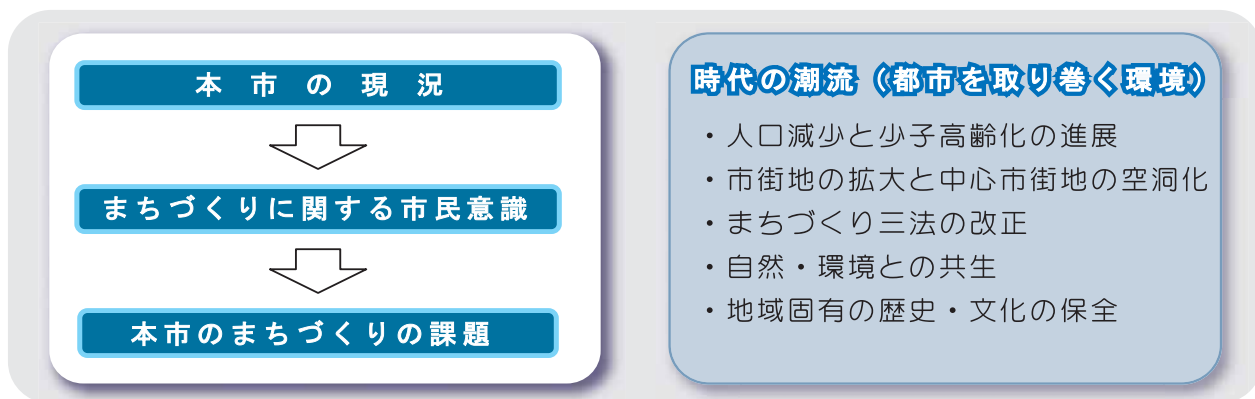 本市の現況
まちづくりに関する市民意識
本市のまちづくりの課題
時代の潮流（都市を取り巻く環境）
・人口減少と少子高齢化の進展
・市街地の拡大と中心市街地の空洞化
・まちづくり三法の改正
・自然・環境との共生
・地域固有の歴史・文化の保全